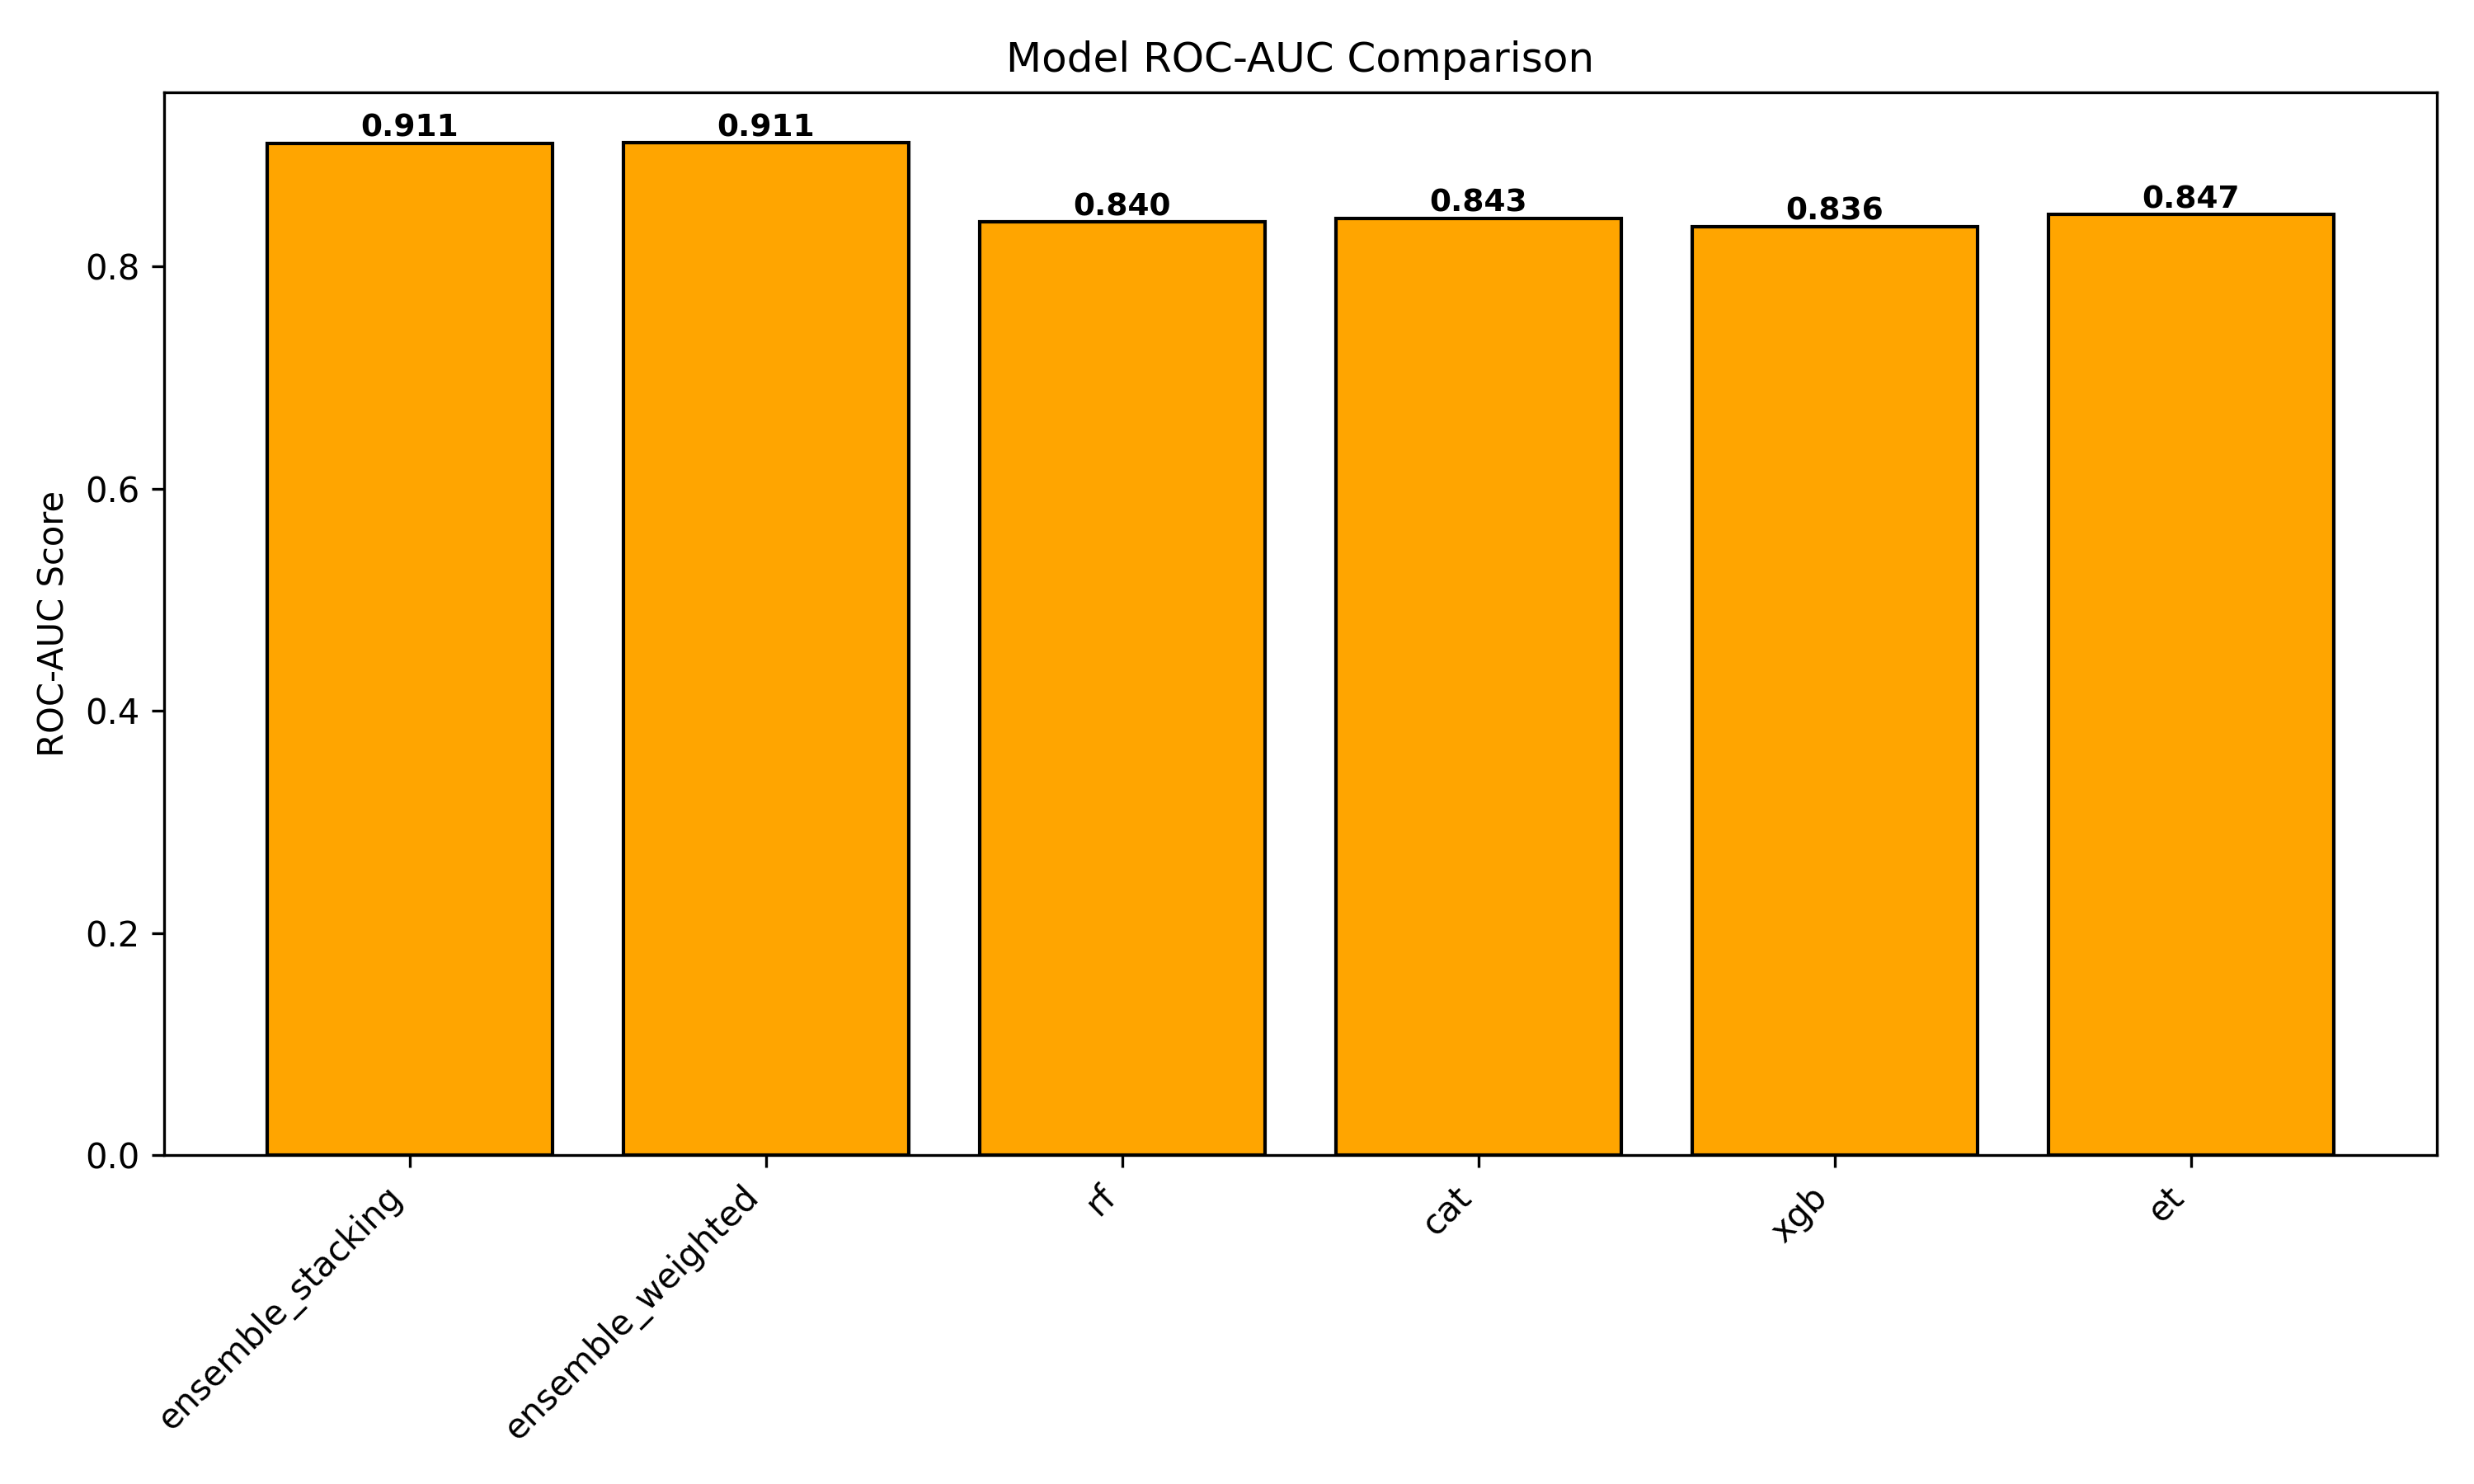 Model ROC-AUC Comparison
ROC-AUC Score
0.8
0.6
0.4
0.2
0.0
0.911
0.911
0.840
0.843
0.836
0.847
ensemble_stacking
ensemble_weighted
rf
cat
xgb
et